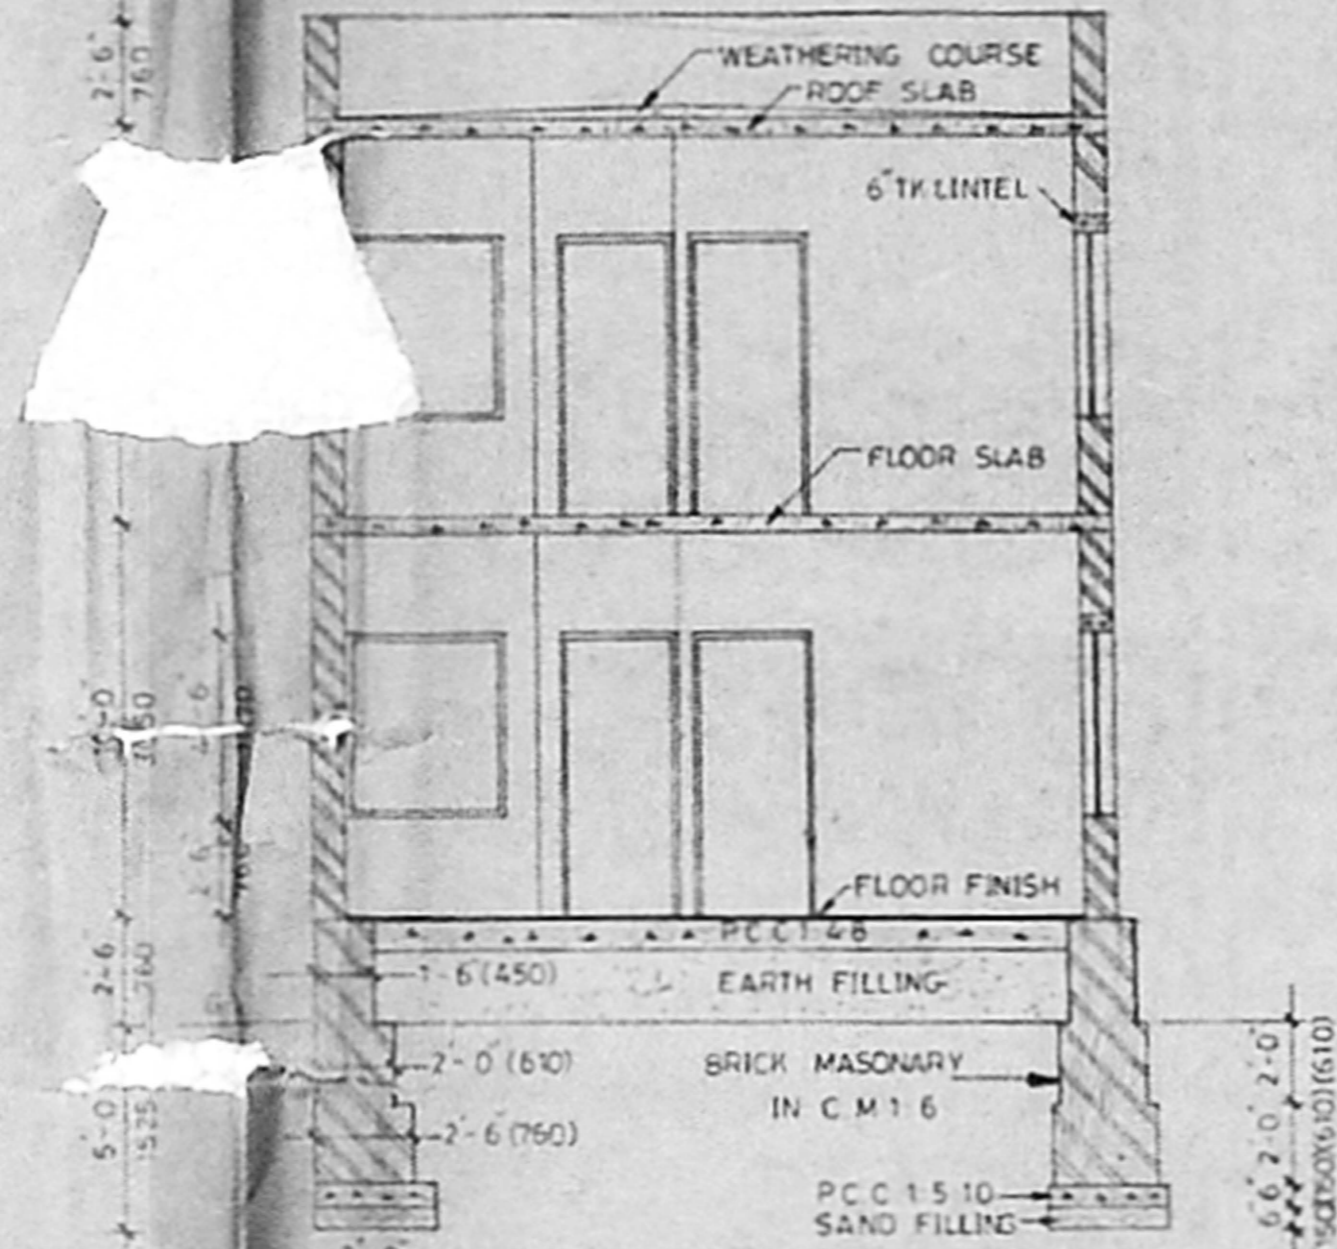 2'-6"
760
WEATHERING COURSE
ROOF SLAB
6" TK LINTEL
FLOOR SLAB
FLOOR FINISH
P C C 1 4 8
2'-6"
760
1'-6" (450)
EARTH FILLING
2'-0" (610)
BRICK MASONARY
IN C M 1 6
2'-6" (760)
5'-0"
1525
P C C 1 5 10
SAND FILLING
2'-0"
2'-0"
6"
6"